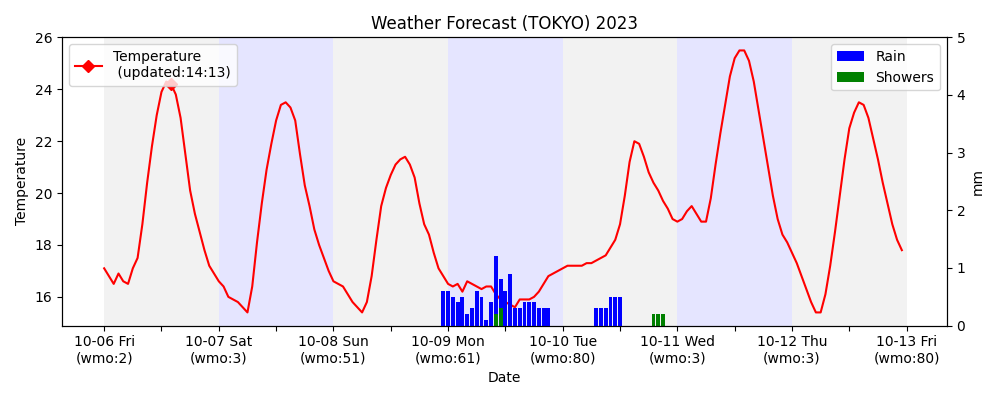 Weather Forecast (TOKYO) 2023
Temperature
(updated:14:13)
Rain
Showers
26
24
22
20
18
16
Temperature
5
4
3
2
1
0
mm
10-06 Fri
(wmo:2)
10-07 Sat
(wmo:3)
10-08 Sun
(wmo:51)
10-09 Mon
(wmo:61)
10-10 Tue
(wmo:80)
10-11 Wed
(wmo:3)
10-12 Thu
(wmo:3)
10-13 Fri
(wmo:80)
Date